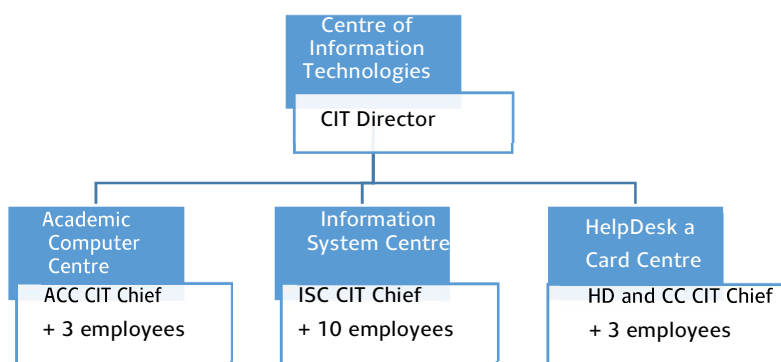 Centre of
Information
Technologies
CIT Director
Academic
Computer
Centre
ACC CIT Chief
+ 3 employees
Information
System Centre
ISC CIT Chief
+ 10 employees
HelpDesk a
Card Centre
HD and CC CIT Chief
+ 3 employees